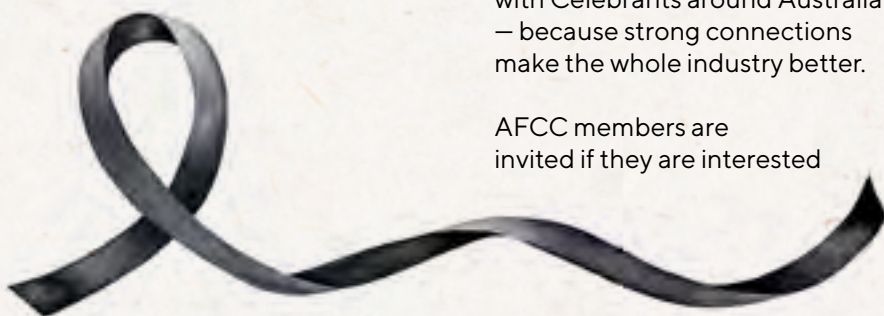 with Celebrants around Australia
— because strong connections
make the whole industry better.
AFCC members are
invited if they are interested